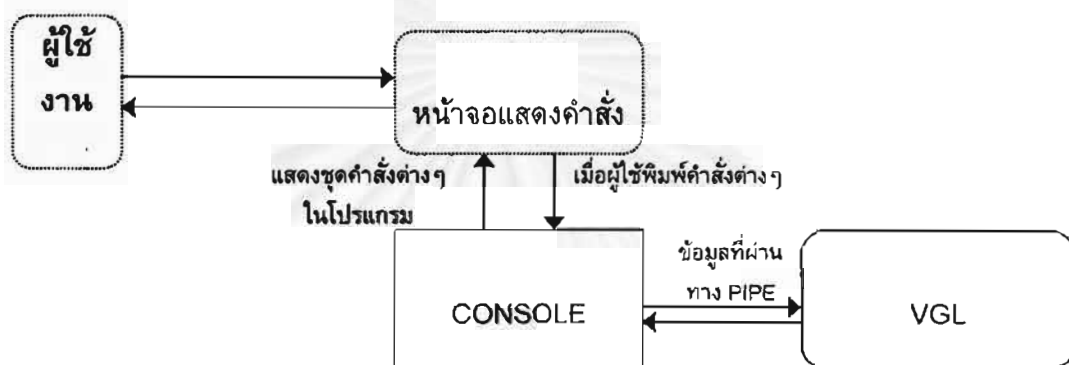 ผู้ใช้
งาน
หน้าจอแสดงคำสั่ง
แสดงชุดคำสั่งต่างๆ
ในโปรแกรม
เมื่อผู้ใช้พิมพ์คำสั่งต่างๆ
CONSOLE
ข้อมูลที่ผ่าน
ทาง PIPE
VGL